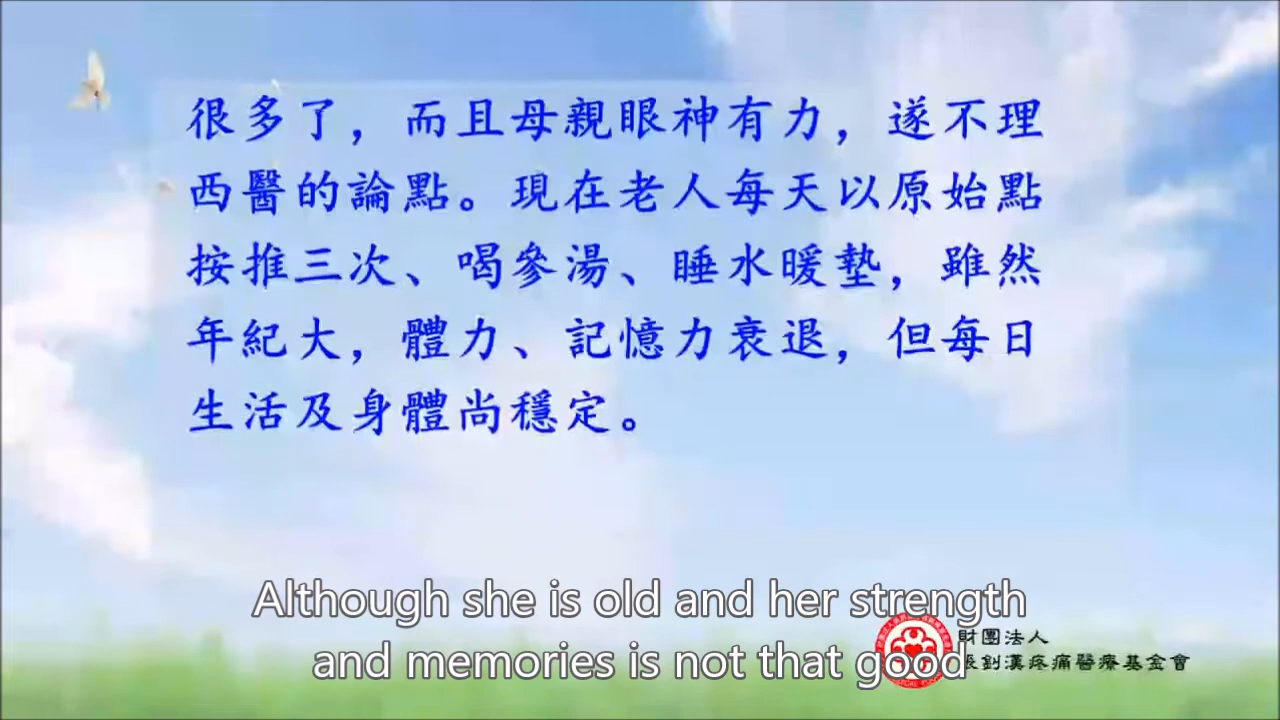 很多了，而且母親眼神有力，遂不理
西醫的論點。現在老人每天以原始點
按推三次、喝參湯、睡水暖墊，雖然
年紀大，體力、記憶力衰退，但每日
生活及身體尚穩定。
Although she is old and her strength
and memories is not that good
財團法人
張釗漢疼痛醫療基金會